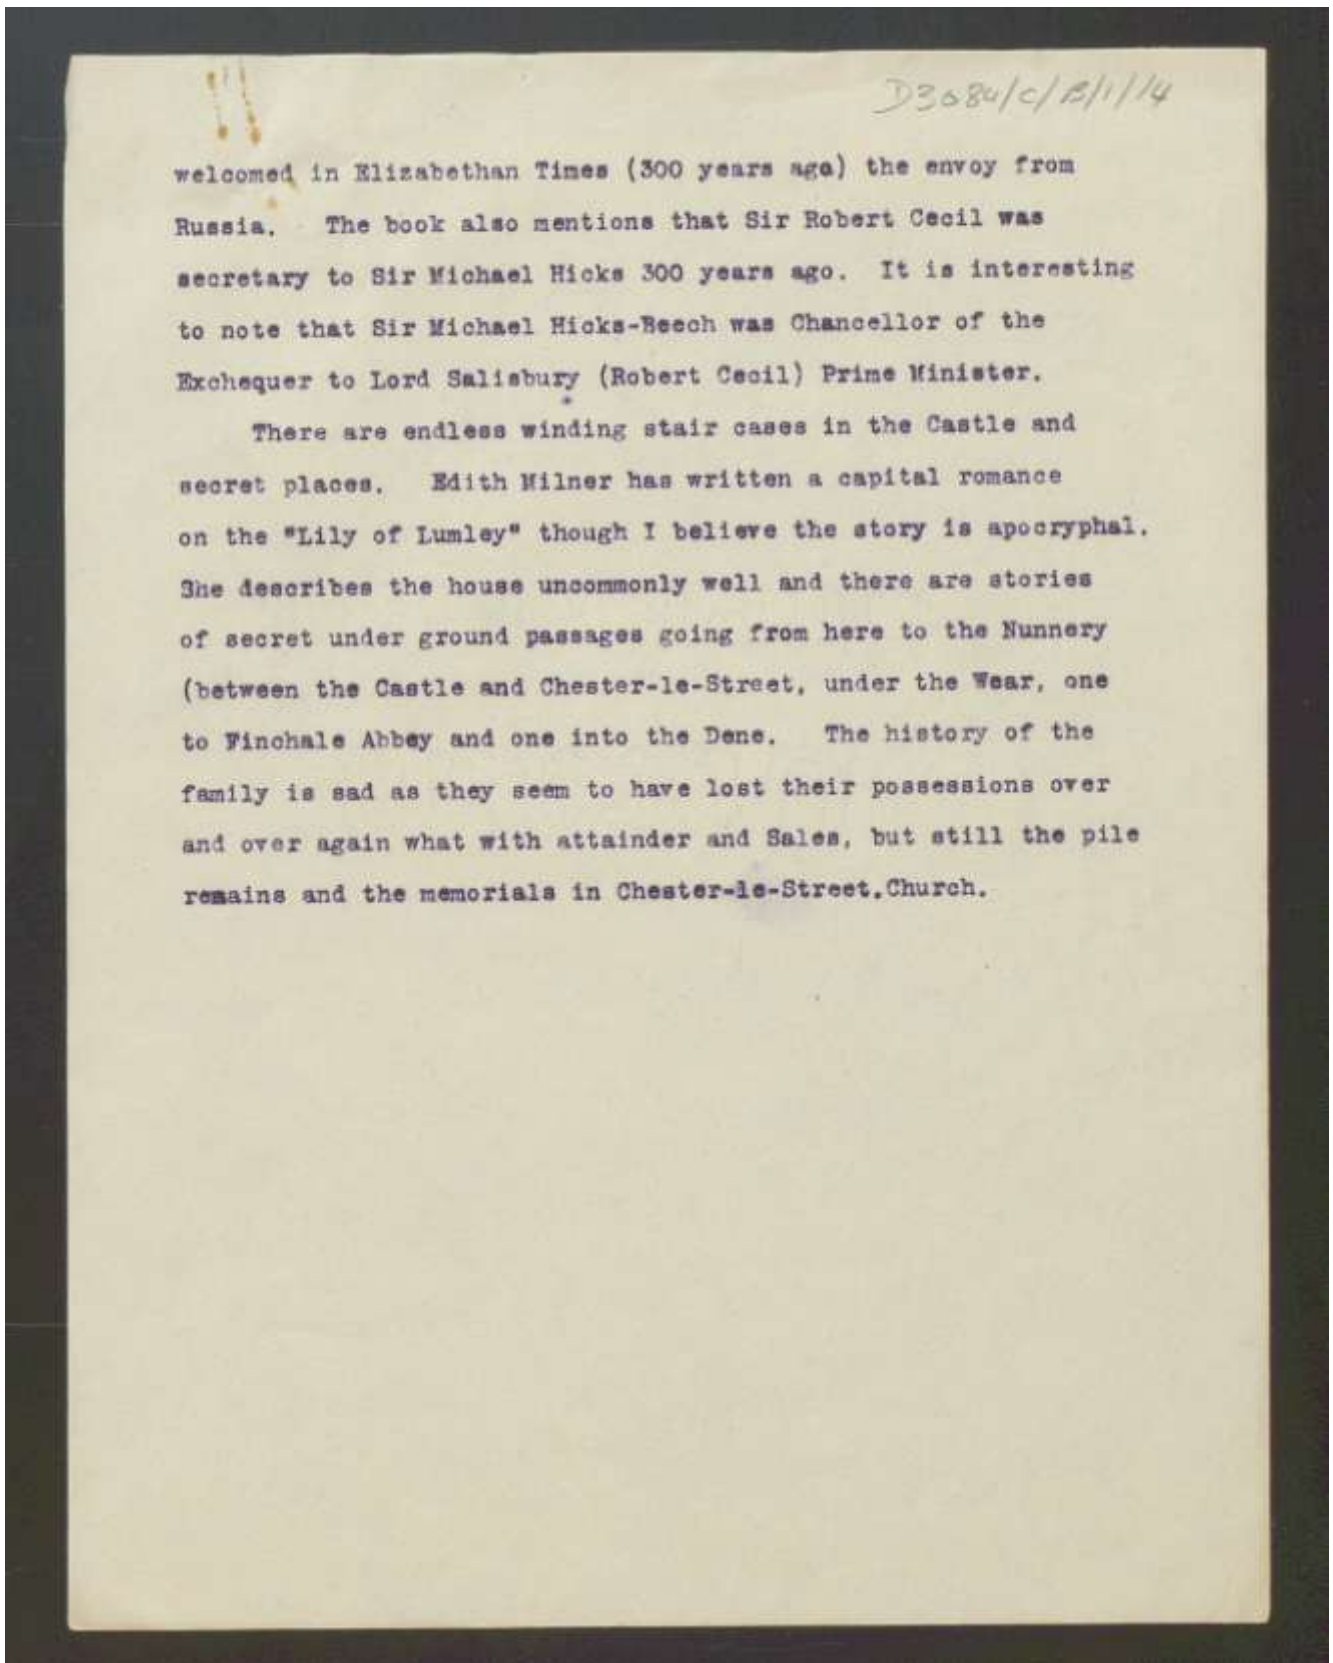 D3084/C/B/1/14
welcomed in Elizabethan Times (300 years ago) the envoy from
Russia. The book also mentions that Sir Robert Cecil was
secretary to Sir Michael Hicks 300 years ago. It is interesting
to note that Sir Michael Hicks-Beech was Chancellor of the
Exchequer to Lord Salisbury (Robert Cecil) Prime Minister.
There are endless winding stair cases in the Castle and
secret places. Edith Milner has written a capital romance
on the "Lily of Lumley" though I believe the story is apocryphal.
She describes the house uncommonly well and there are stories
of secret under ground passages going from here to the Nunnery
(between the Castle and Chester-le-Street, under the Wear, one
to Finchale Abbey and one into the Dene. The history of the
family is sad as they seem to have lost their possessions over
and over again what with attainder and Sales, but still the pile
remains and the memorials in Chester-le-Street.Church.